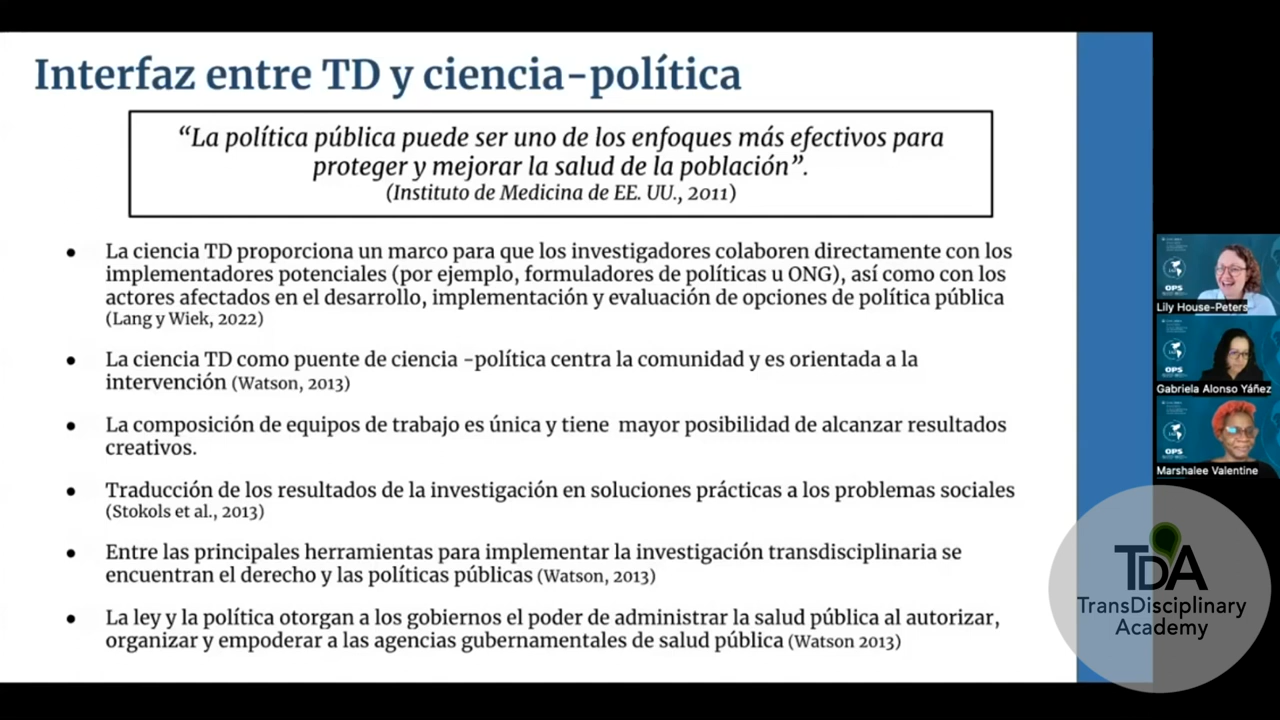 Interfaz entre TD y ciencia-política
“La política pública puede ser uno de los enfoques más efectivos para
proteger y mejorar la salud de la población”.
(Instituto de Medicina de EE. UU., 2011)
● La ciencia TD proporciona un marco para que los investigadores colaboren directamente con los
implementadores potenciales (por ejemplo, formuladores de políticas u ONG), así como con los
actores afectados en el desarrollo, implementación y evaluación de opciones de política pública
(Lang y Wiek, 2022)
● La ciencia TD como puente de ciencia -política centra la comunidad y es orientada a la
intervención (Watson, 2013)
● La composición de equipos de trabajo es única y tiene mayor posibilidad de alcanzar resultados
creativos.
● Traducción de los resultados de la investigación en soluciones prácticas a los problemas sociales
(Stokols et al., 2013)
● Entre las principales herramientas para implementar la investigación transdisciplinaria se
encuentran el derecho y las políticas públicas (Watson, 2013)
● La ley y la política otorgan a los gobiernos el poder de administrar la salud pública al autorizar,
organizar y empoderar a las agencias gubernamentales de salud pública (Watson 2013)
OPS
Lily House-Peters
OPS
Gabriela Alonso Yáñez
OPS
Marshalee Valentine
TDA
TransDisciplinary
Academy